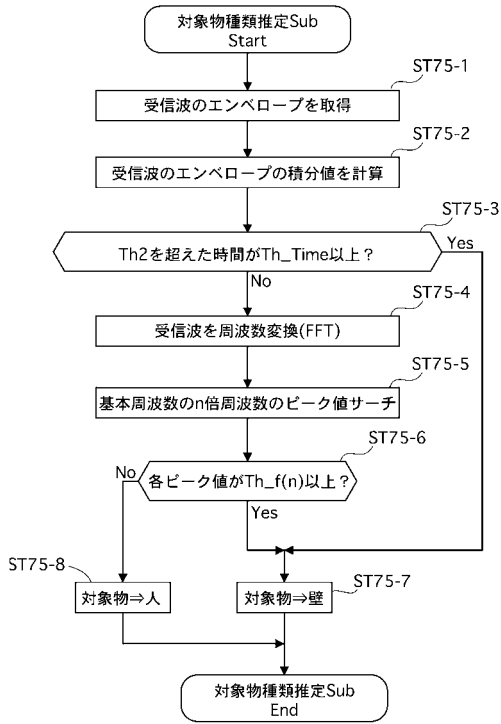 対象物種類推定Sub
Start
ST75-1
受信波のエンベロープを取得
ST75-2
受信波のエンベロープの積分値を計算
ST75-3
Th2を超えた時間がTh_Time以上？
Yes
No
ST75-4
受信波を周波数変換(FFT)
ST75-5
基本周波数のn倍周波数のピーク値サーチ
ST75-6
各ピーク値がTh_f(n)以上？
No
Yes
ST75-8
対象物⇒人
ST75-7
対象物⇒壁
対象物種類推定Sub
End